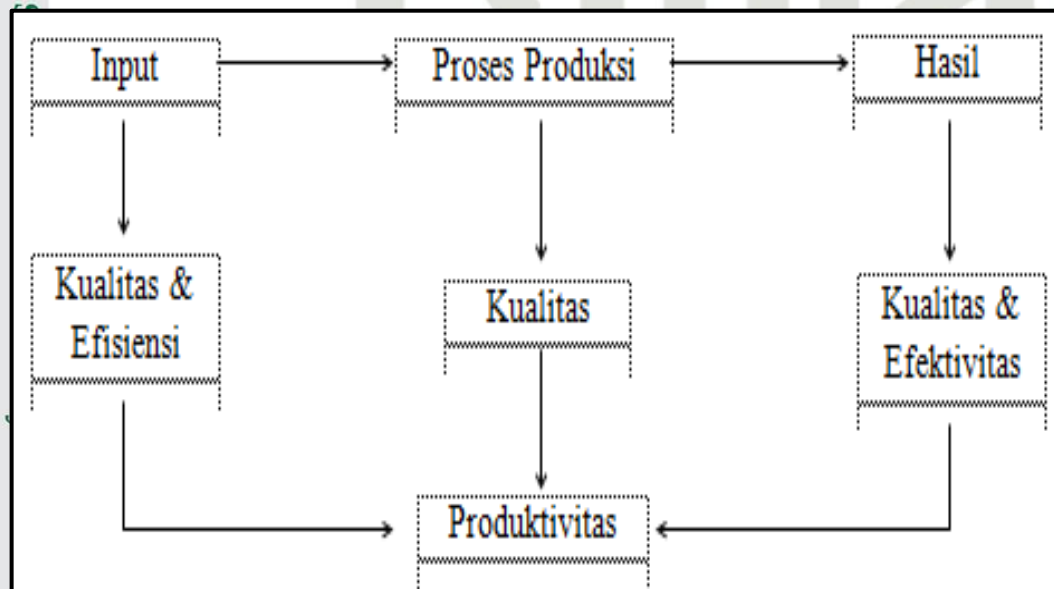 Input
Proses Produksi
Hasil
Kualitas &
Efisiensi
Kualitas
Kualitas &
Efektivitas
Produktivitas